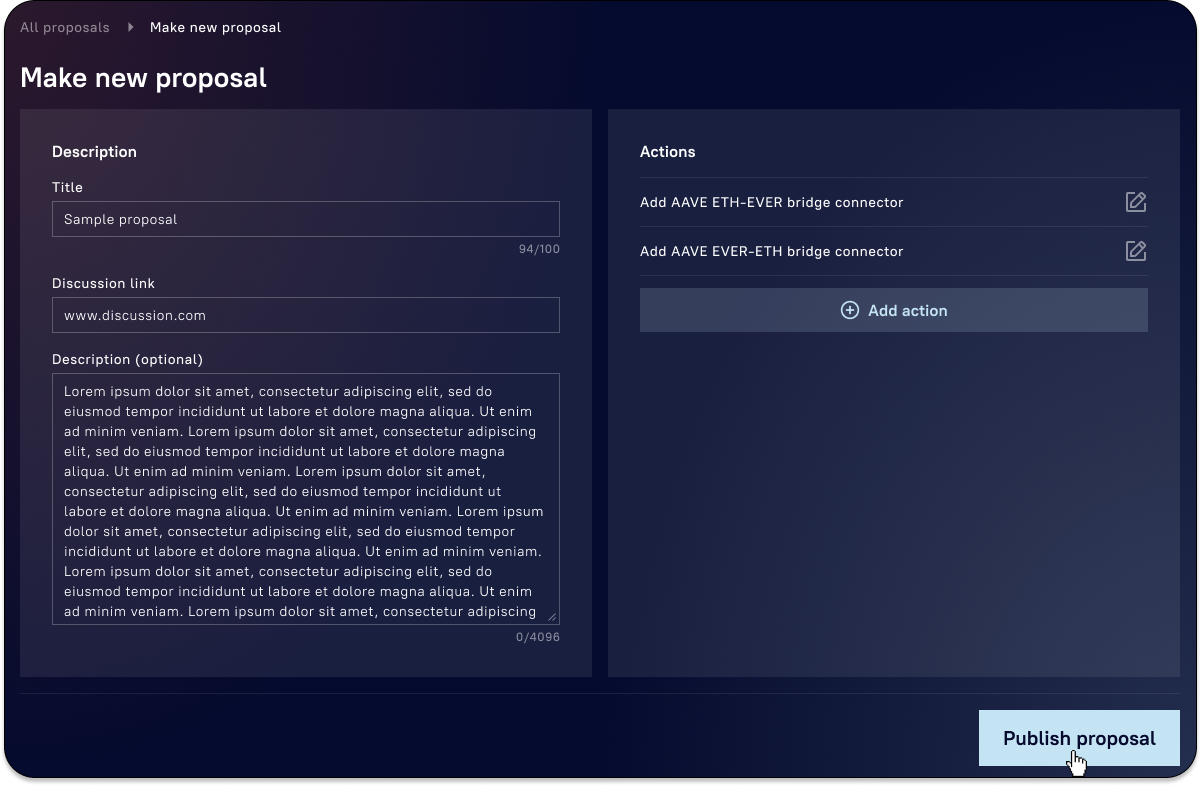 All proposals
Make new proposal
Make new proposal
Description
Title
Sample proposal
94/100
Discussion link
www.discussion.com
Description (optional)
Lorem ipsum dolor sit amet, consectetur adipiscing elit, sed do
eiusmod tempor incididunt ut labore et dolore magna aliqua. Ut enim
ad minim veniam. Lorem ipsum dolor sit amet, consectetur adipiscing
elit, sed do eiusmod tempor incididunt ut labore et dolore magna
aliqua. Ut enim ad minim veniam. Lorem ipsum dolor sit amet,
consectetur adipiscing elit, sed do eiusmod tempor incididunt ut
labore et dolore magna aliqua. Ut enim ad minim veniam. Lorem ipsum
dolor sit amet, consectetur adipiscing elit, sed do eiusmod tempor
incididunt ut labore et dolore magna aliqua. Ut enim ad minim veniam.
Lorem ipsum dolor sit amet, consectetur adipiscing elit, sed do
eiusmod tempor incididunt ut labore et dolore magna aliqua. Ut enim
ad minim veniam. Lorem ipsum dolor sit amet, consectetur adipiscing
0/4096
Actions
Add AAVE ETH-EVER bridge connector
Add AAVE EVER-ETH bridge connector
Add action
Publish proposal